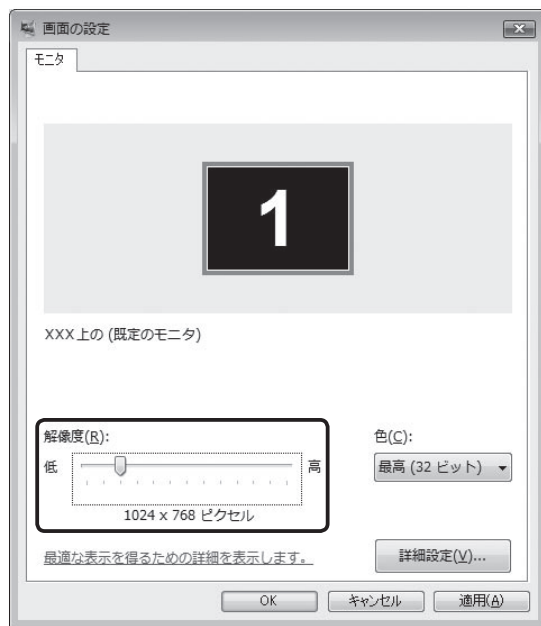 画面の設定
モニタ
1
XXX上の (既定のモニタ)
解像度(R):
色(C):
低
高
最高 (32 ビット)
1024 x 768 ピクセル
最適な表示を得るための詳細を表示します。
詳細設定(V)...
OK
キャンセル
適用(A)